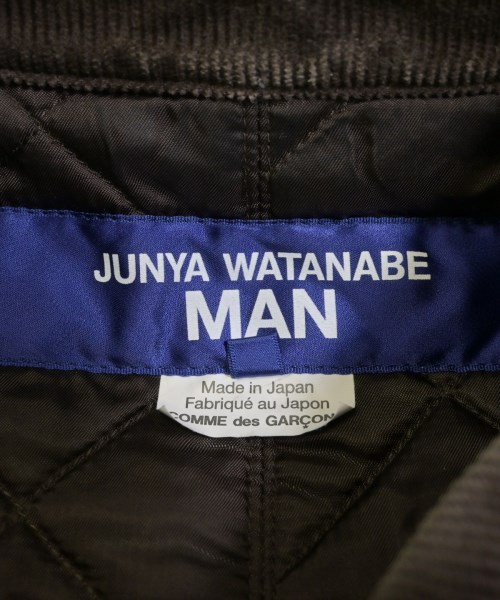 JUNYA WATANABE
MAN
Made in Japan
Fabriqué au Japon
COMME des GARÇON